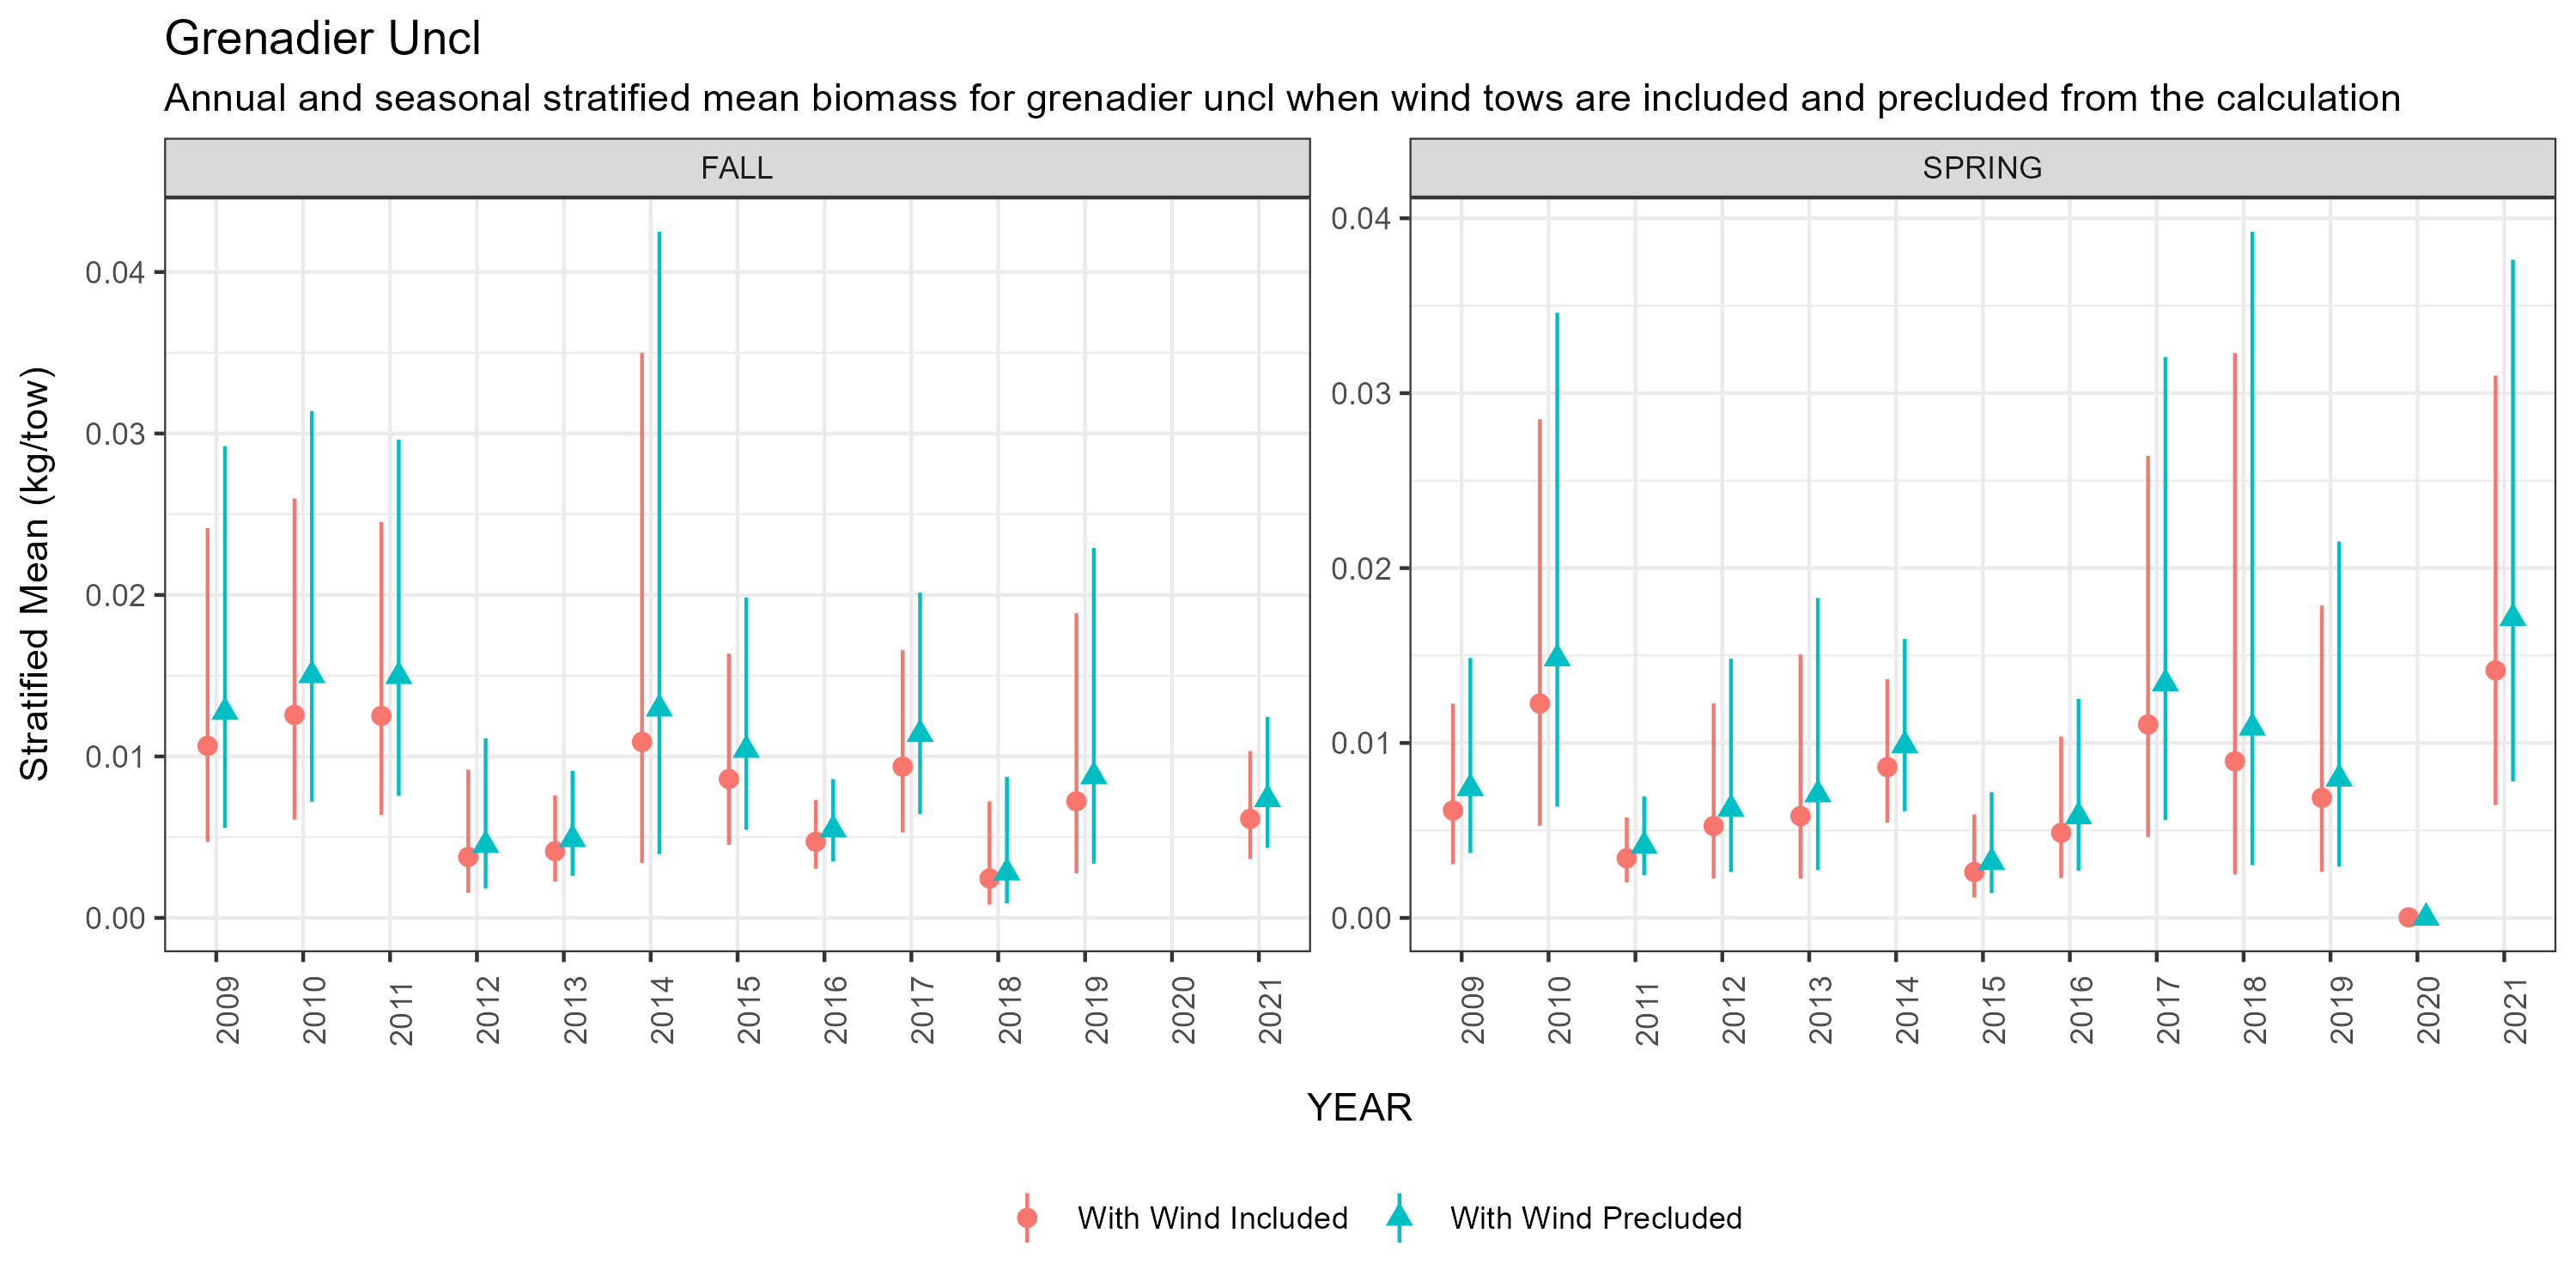 Grenadier Uncl
Annual and seasonal stratified mean biomass for grenadier uncl when wind tows are included and precluded from the calculation
FALL
SPRING
Stratified Mean (kg/tow)
0.04
0.03
0.02
0.01
0.00
0.04
0.03
0.02
0.01
0.00
2009 2010 2011 2012 2013 2014 2015 2016 2017 2018 2019 2020 2021
2009 2010 2011 2012 2013 2014 2015 2016 2017 2018 2019 2020 2021
YEAR
With Wind Included
With Wind Precluded